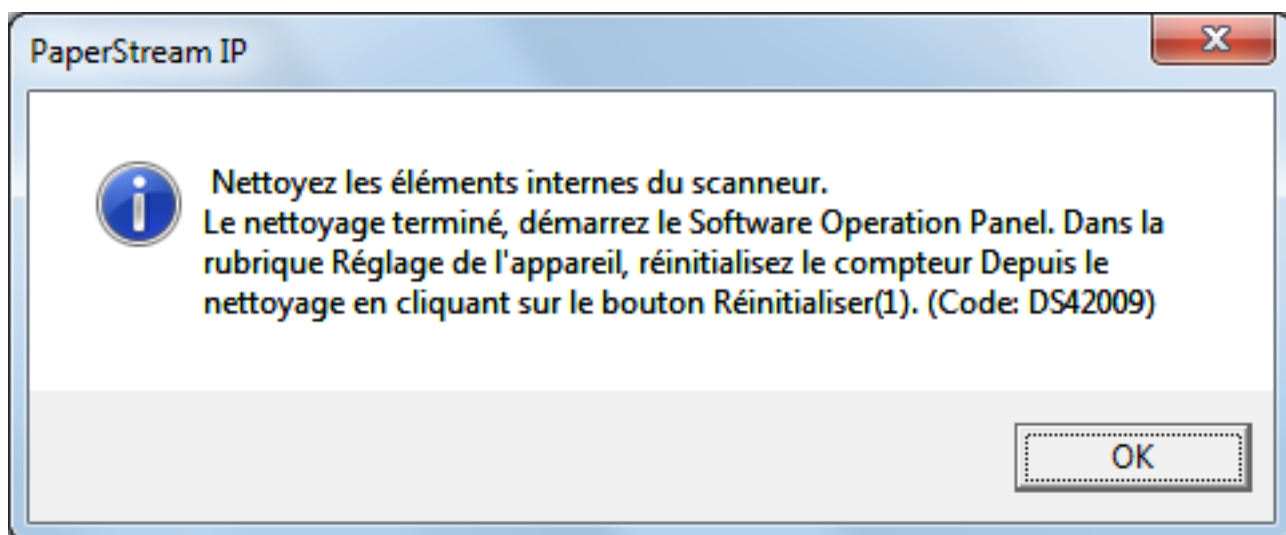 PaperStream IP
Nettoyez les éléments internes du scanneur.
Le nettoyage terminé, démarrez le Software Operation Panel. Dans la
rubrique Réglage de l'appareil, réinitialisez le compteur Depuis le
nettoyage en cliquant sur le bouton Réinitialiser(1). (Code: DS42009)
OK